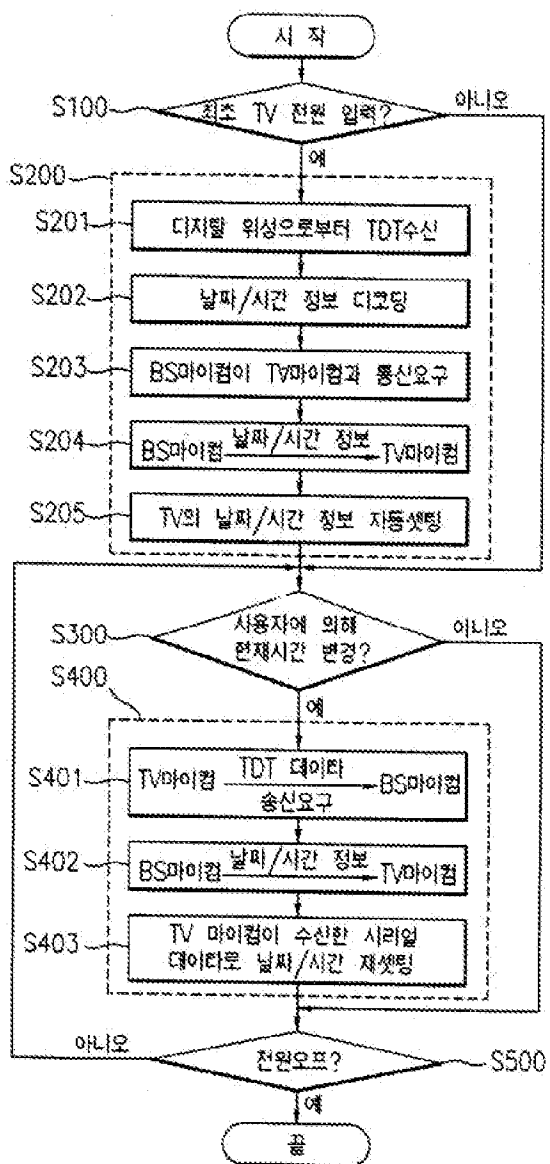 시 작
S100
최초 TV 전원 입력?
아니오
예
S200
S201
디지탈 위성으로부터 TDT수신
S202
날짜/시간 정보 디코딩
S203
BS마이컴이 TV마이컴과 통신요구
S204
날짜/시간 정보
BS마이컴 TV마이컴
S205
TV의 날짜/시간 정보 자동셋팅
S300
사용자에 의해
현재시간 변경?
아니오
예
S400
S401
TDT 데이타
TV마이컴 BS마이컴
송신요구
S402
날짜/시간 정보
BS마이컴 TV마이컴
S403
TV 마이컴이 수신한 시리얼
데이타로 날짜/시간 재셋팅
아니오
전원오프?
S500
예
끝